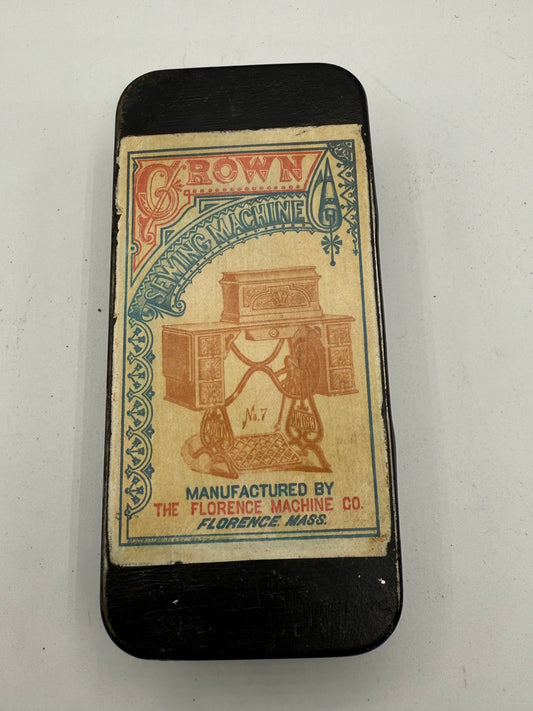 CROWN
SEWING MACHINE
No. 7
MANUFACTURED BY
THE FLORENCE MACHINE CO.
FLORENCE, MASS.